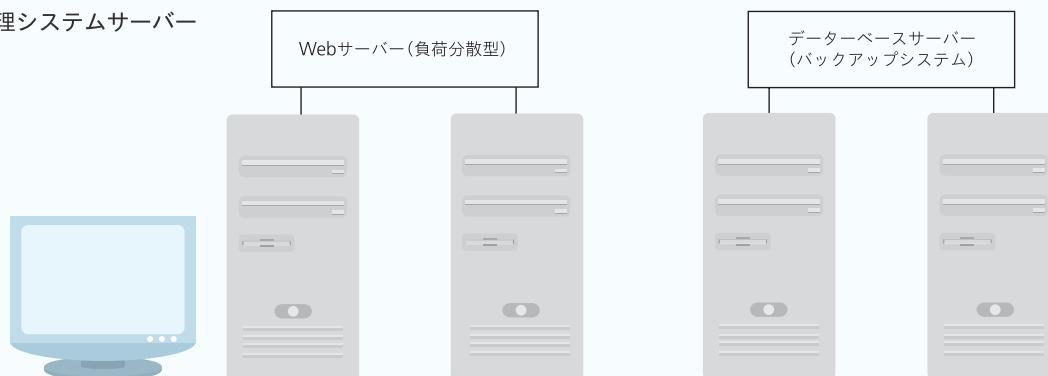 理システムサーバー
Webサーバー(負荷分散型)
データーベースサーバー
(バックアップシステム)